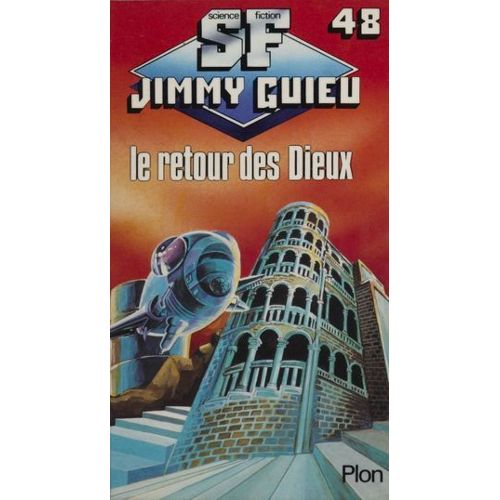 science fiction
SF
48
JIMMY GUIEU
le retour des Dieux
Plon